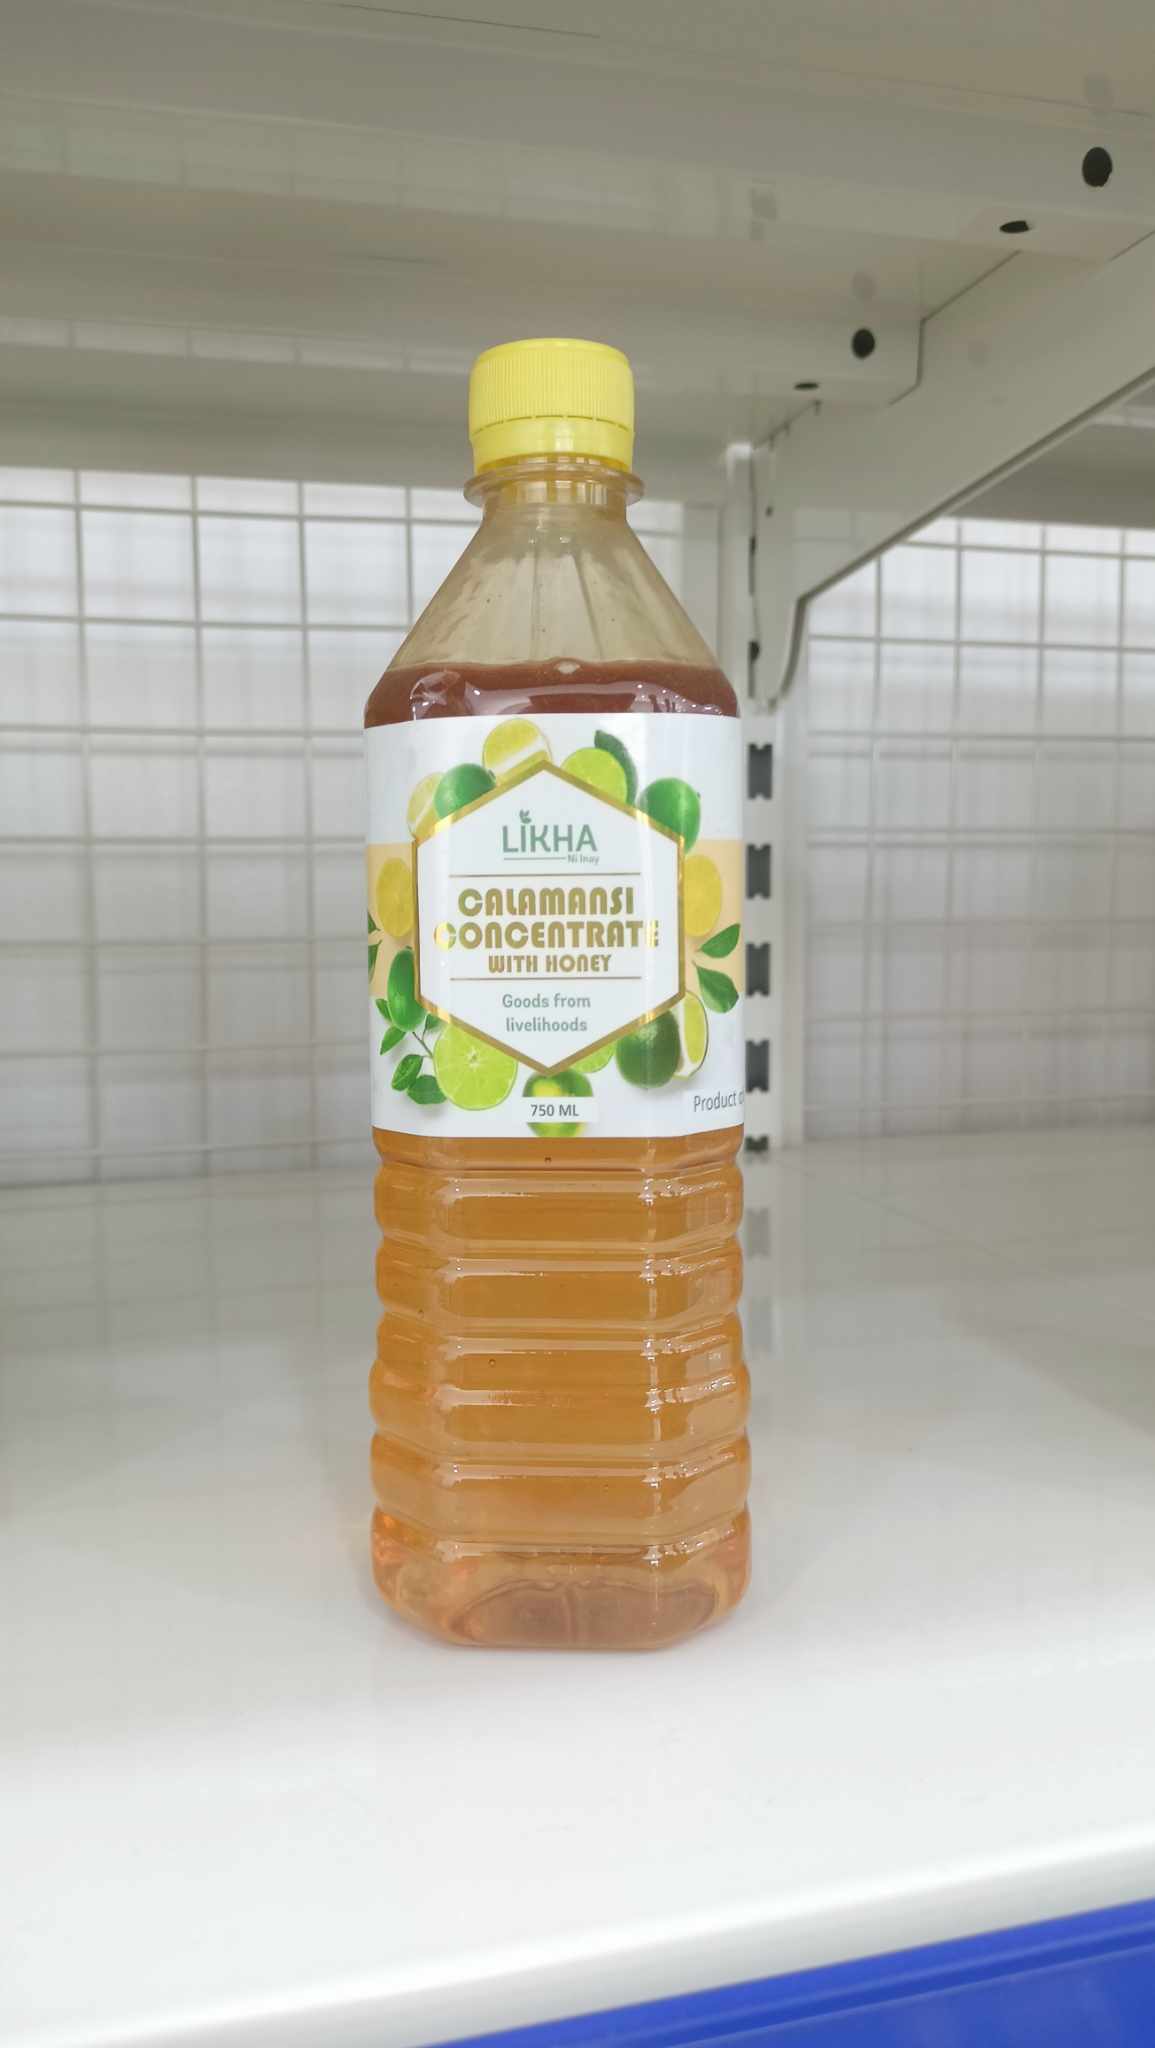 LIKHA
Ni Inay
CALAMANSI
CONCENTRATE
WITH HONEY
Goods from
livelihoods
750 ML
Product